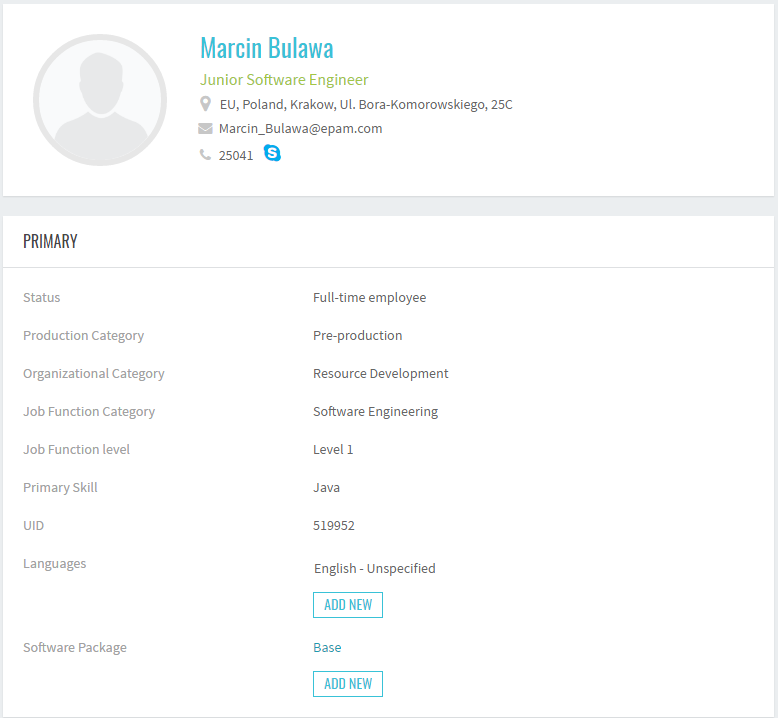 Marcin Bulawa
Junior Software Engineer
EU, Poland, Krakow, Ul. Bora-Komorowskiego, 25C
Marcin_Bulawa@epam.com
25041
PRIMARY
Status Full-time employee
Production Category Pre-production
Organizational Category Resource Development
Job Function Category Software Engineering
Job Function level Level 1
Primary Skill Java
UID 519952
Languages English - Unspecified
ADD NEW
Software Package Base
ADD NEW